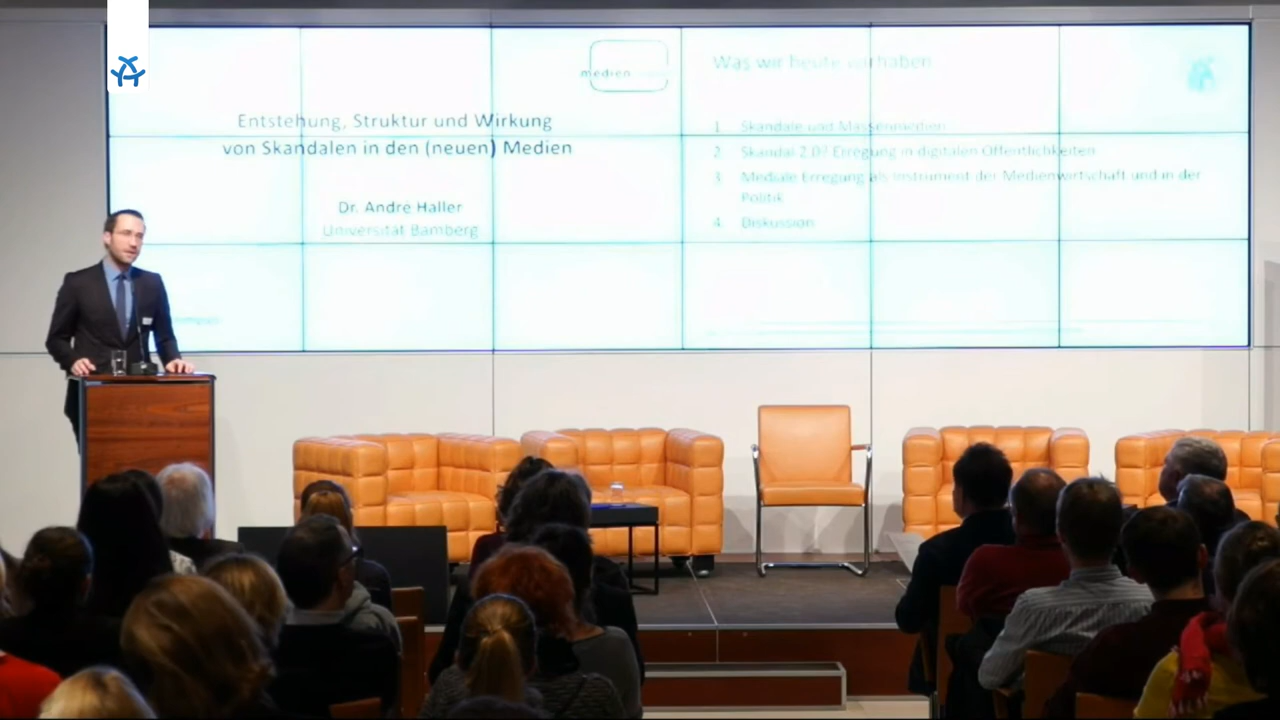 Entstehung, Struktur und Wirkung
von Skandalen in den (neuen) Medien
Dr. Andre Haller
Universität Bamberg
medien
Was wir heute vorhaben
1. Skandale und Massenmedien
2. Skandal 2.0? Erregung in digitalen Öffentlichkeiten
3. Mediale Erregung als Instrument der Medienwirtschaft und in der
Politik
4. Diskussion